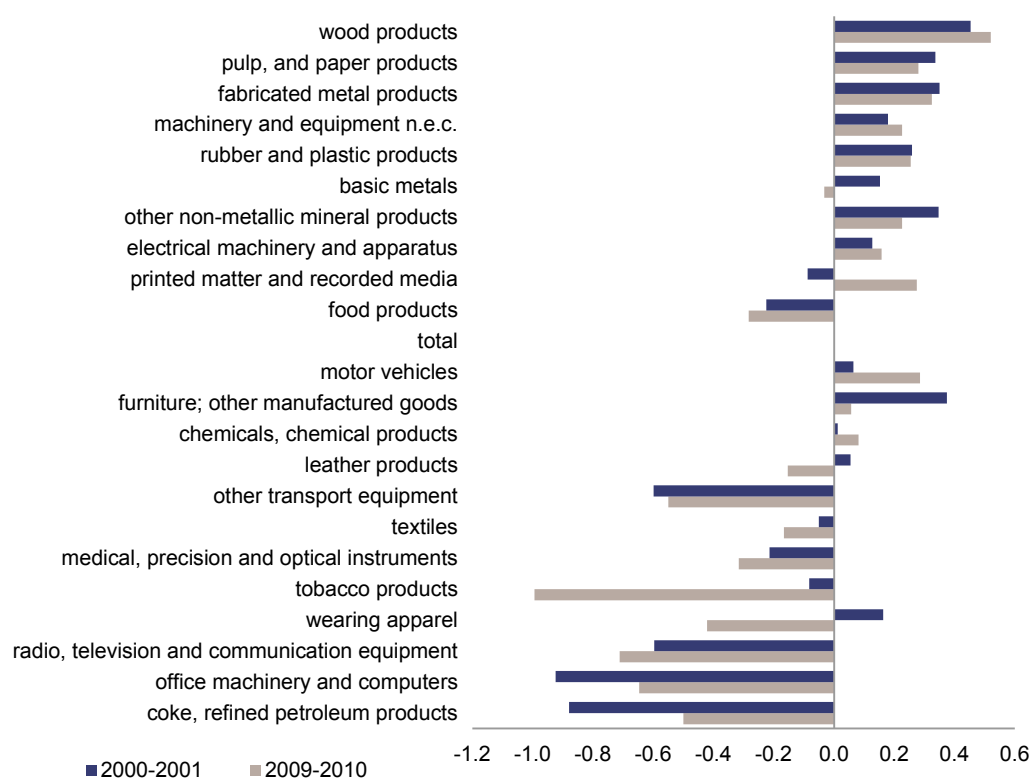 wood products
pulp, and paper products
fabricated metal products
machinery and equipment n.e.c.
rubber and plastic products
basic metals
other non-metallic mineral products
electrical machinery and apparatus
printed matter and recorded media
food products
total
motor vehicles
furniture; other manufactured goods
chemicals, chemical products
leather products
other transport equipment
textiles
medical, precision and optical instruments
tobacco products
wearing apparel
radio, television and communication equipment
office machinery and computers
coke, refined petroleum products
-1.2 -1.0 -0.8 -0.6 -0.4 -0.2 0.0 0.2 0.4 0.6
2000-2001 2009-2010